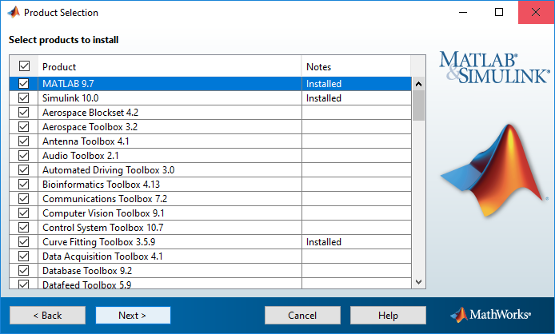 Product Selection
Select products to install
Product Notes
MATLAB 9.7 Installed
Simulink 10.0 Installed
Aerospace Blockset 4.2
Aerospace Toolbox 3.2
Antenna Toolbox 4.1
Audio Toolbox 2.1
Automated Driving Toolbox 3.0
Bioinformatics Toolbox 4.13
Communications Toolbox 7.2
Computer Vision Toolbox 9.1
Control System Toolbox 10.7
Curve Fitting Toolbox 3.5.9 Installed
Data Acquisition Toolbox 4.1
Database Toolbox 9.2
Datafeed Toolbox 5.9
MATLAB®
&SIMULINK®
< Back Next > Cancel Help MathWorks®